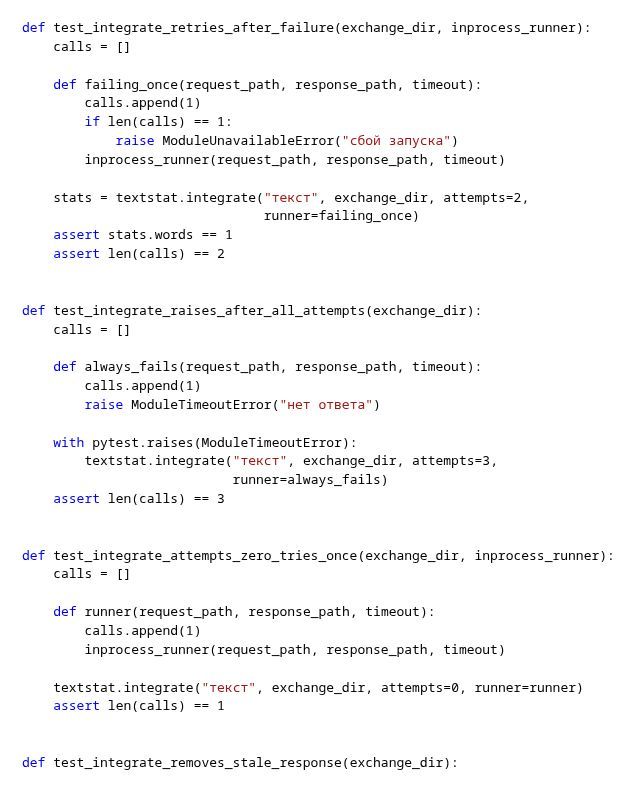 def test_integrate_retries_after_failure(exchange_dir, inprocess_runner):
    calls = []

    def failing_once(request_path, response_path, timeout):
        calls.append(1)
        if len(calls) == 1:
            raise ModuleUnavailableError("сбой запуска")
        inprocess_runner(request_path, response_path, timeout)

    stats = textstat.integrate("текст", exchange_dir, attempts=2,
                               runner=failing_once)
    assert stats.words == 1
    assert len(calls) == 2


def test_integrate_raises_after_all_attempts(exchange_dir):
    calls = []

    def always_fails(request_path, response_path, timeout):
        calls.append(1)
        raise ModuleTimeoutError("нет ответа")

    with pytest.raises(ModuleTimeoutError):
        textstat.integrate("текст", exchange_dir, attempts=3,
                           runner=always_fails)
    assert len(calls) == 3


def test_integrate_attempts_zero_tries_once(exchange_dir, inprocess_runner):
    calls = []

    def runner(request_path, response_path, timeout):
        calls.append(1)
        inprocess_runner(request_path, response_path, timeout)

    textstat.integrate("текст", exchange_dir, attempts=0, runner=runner)
    assert len(calls) == 1


def test_integrate_removes_stale_response(exchange_dir):